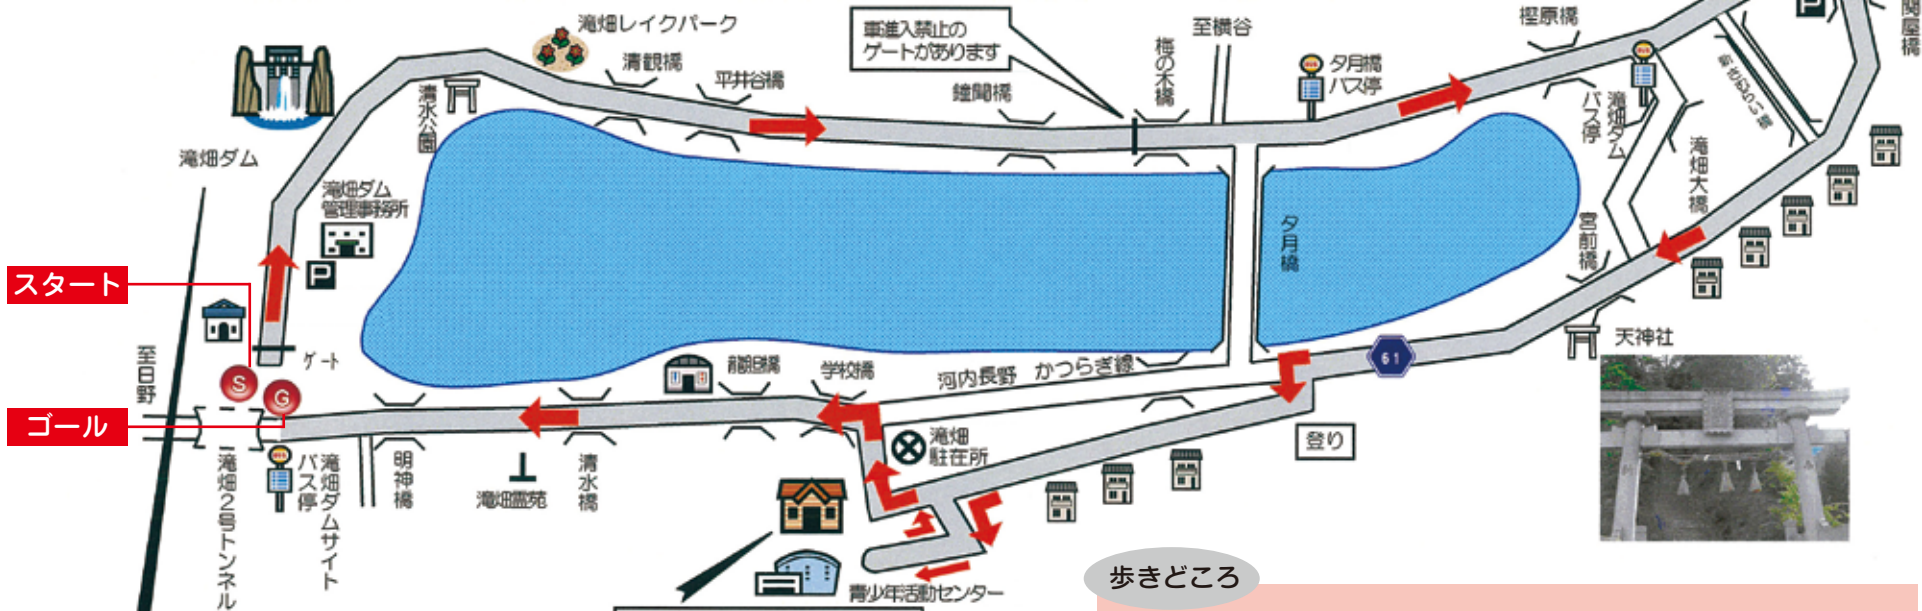 滝畑レイクパーク
清観橋
平井谷橋
車進入禁止の
ゲートがあります
梅の木橋
至横谷
鐘聞橋
夕月橋
バス停
樫原橋
関屋橋
滝畑ダム
バス停
滝畑大橋
宮前橋
清水公園
滝畑ダム
滝畑ダム
管理事務所
P
P
スタート
S
ゲート
至日野
ゴール
G
夕月橋
61
天神社
河内長野 かつらぎ線
学校橋
滝畑
駐在所
登り
明神橋
滝畑霊苑
清水橋
滝畑2号トンネル
滝畑ダムサイト
バス停
青少年活動センター
歩きどころ